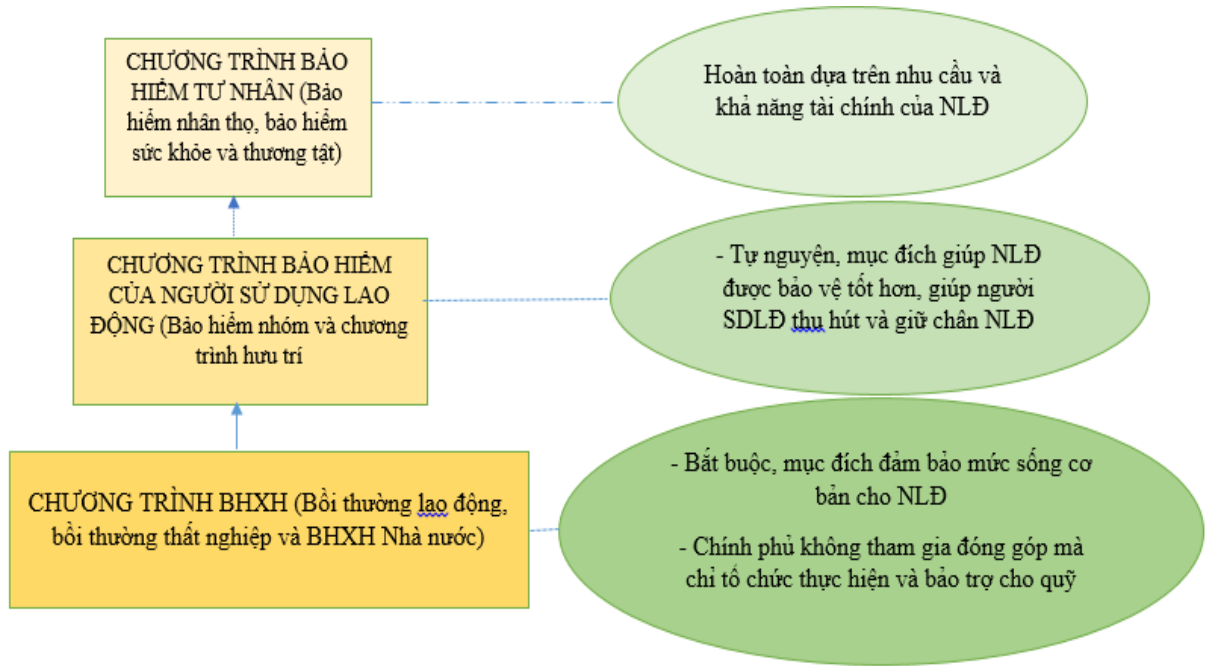 CHƯƠNG TRÌNH BẢO
HIỂM TƯ NHÂN (Bảo
hiểm nhân thọ, bảo hiểm
sức khỏe và thương tật)
Hoàn toàn dựa trên nhu cầu và
khả năng tài chính của NLĐ
CHƯƠNG TRÌNH BẢO HIỂM
CỦA NGƯỜI SỬ DỤNG LAO
ĐỘNG (Bảo hiểm nhóm và chương
trình hưu trí
- Tự nguyện, mục đích giúp NLĐ
được bảo vệ tốt hơn, giúp người
SDLĐ thu hút và giữ chân NLĐ
CHƯƠNG TRÌNH BHXH (Bồi thường lao động,
bồi thường thất nghiệp và BHXH Nhà nước)
- Bắt buộc, mục đích đảm bảo mức sống cơ
bản cho NLĐ
- Chính phủ không tham gia đóng góp mà
chỉ tổ chức thực hiện và bảo trợ cho quỹ